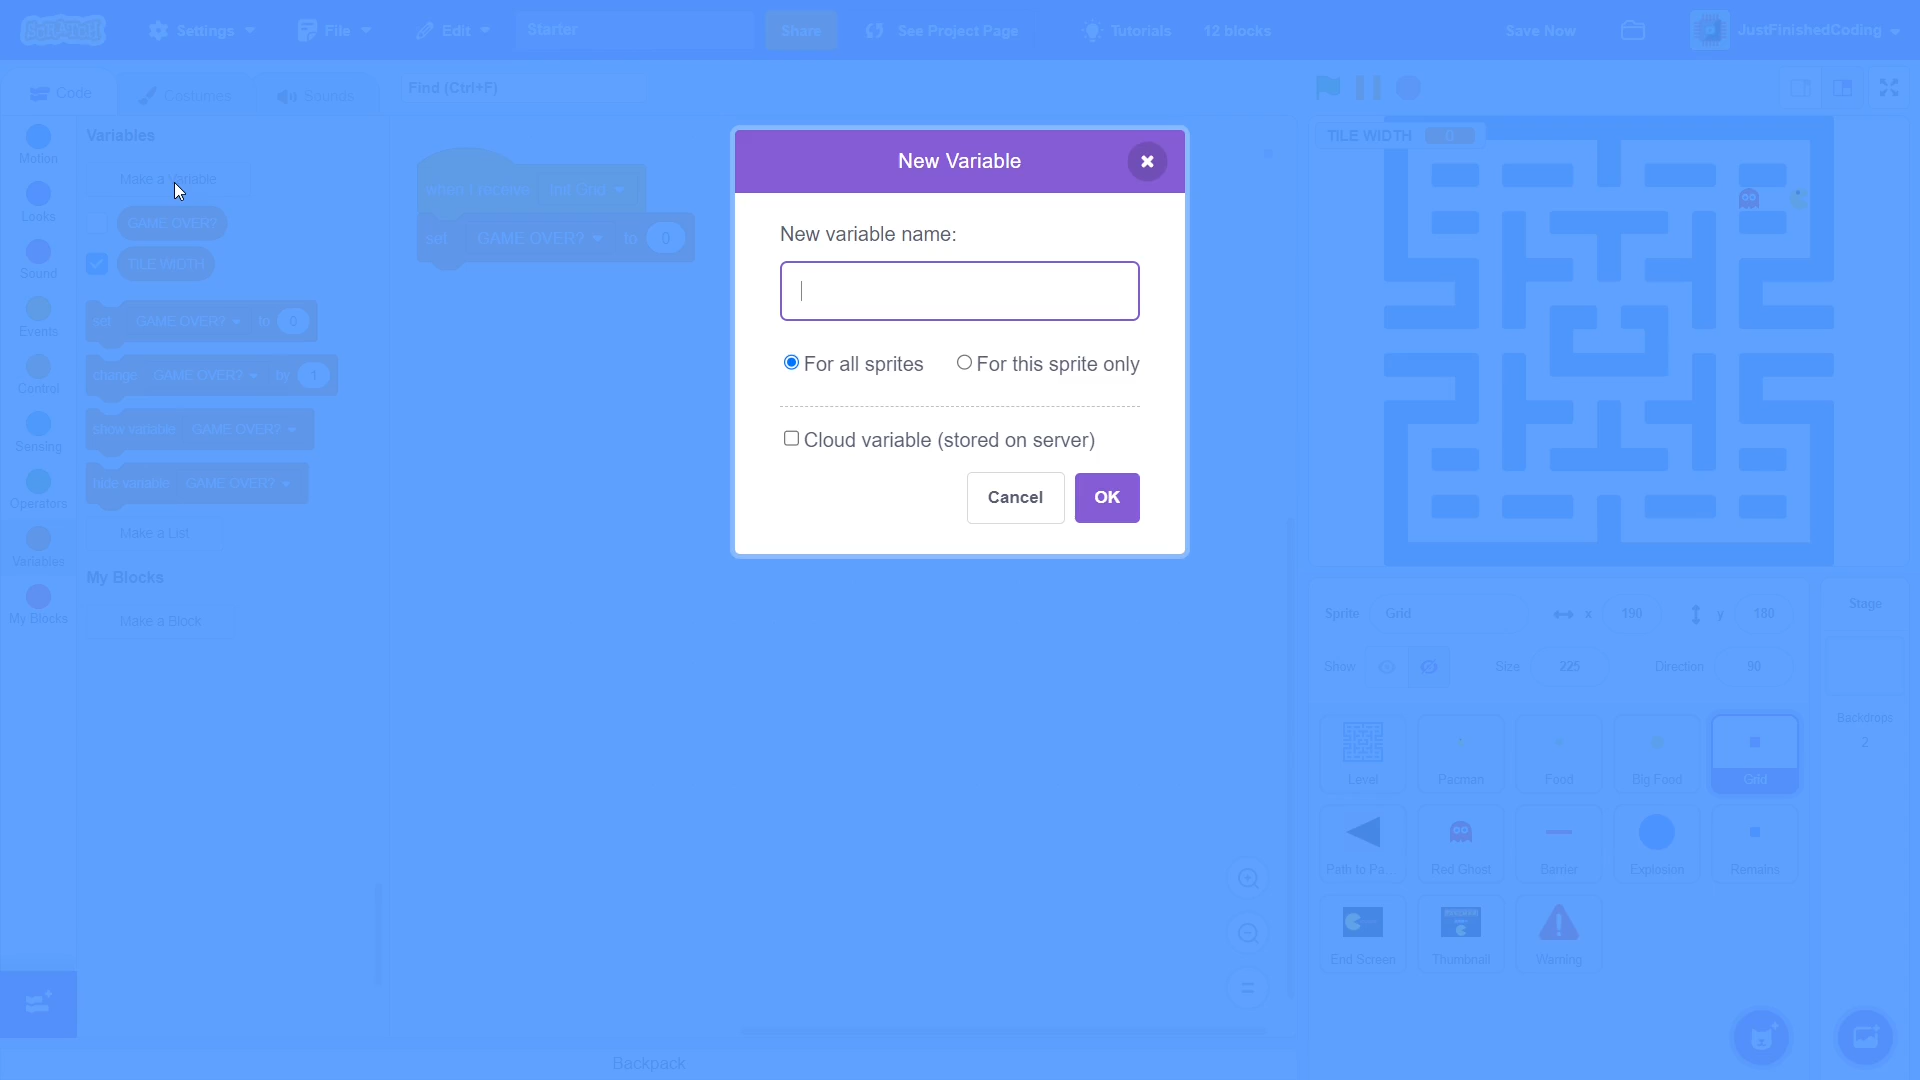 SCRATCH
Settings
File
Edit
Starter
Share
See Project Page
Tutorials
12 blocks
Save Now
JustFinishedCoding
Code
Costumes
Sounds
Find (Ctrl+F)
Motion
Looks
Sound
Events
Control
Sensing
Operators
Variables
My Blocks
Variables
Make a Variable
GAME OVER?
TILE WIDTH
set GAME OVER? to 0
change GAME OVER? by 1
show variable GAME OVER?
hide variable GAME OVER?
Make a List
My Blocks
Make a Block
when I receive Init Grid
set GAME OVER? to 0
New Variable
New variable name:
For all sprites
For this sprite only
Cloud variable (stored on server)
Cancel
OK
TILE WIDTH 0
Sprite Grid x 190 y 180
Show Size 225 Direction 90
Level
Pacman
Food
Big Food
Grid
Path to Pa...
Red Ghost
Barrier
Explosion
Remains
End Screen
Thumbnail
Warning
Stage
Backdrops
2
Backpack